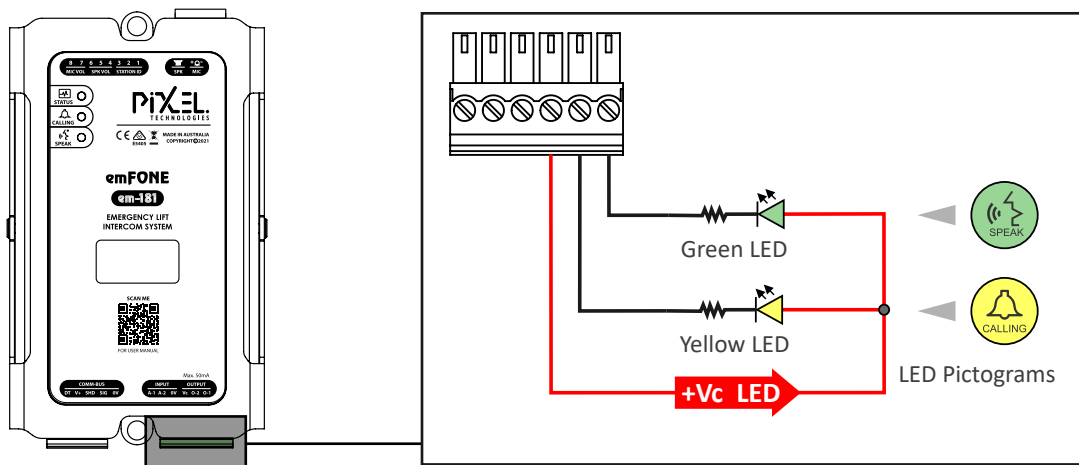 8 7 6 5 4 3 2 1
MIC VOL SPK VOL STATION ID
SPK MIC
STATUS
CALLING
SPEAK
PiXEL.
TECHNOLOGIES
CE
E5405
MADE IN AUSTRALIA
COPYRIGHT©2021
emFONE
em-181
EMERGENCY LIFT
INTERCOM SYSTEM
SCAN ME
FOR USER MANUAL
Max. 50mA
COMM-BUS
DT V+ SHD SIG 0V
INPUT OUTPUT
A-1 A-2 0V Vc O-2 O-1
Green LED
SPEAK
Yellow LED
CALLING
+Vc LED
LED Pictograms